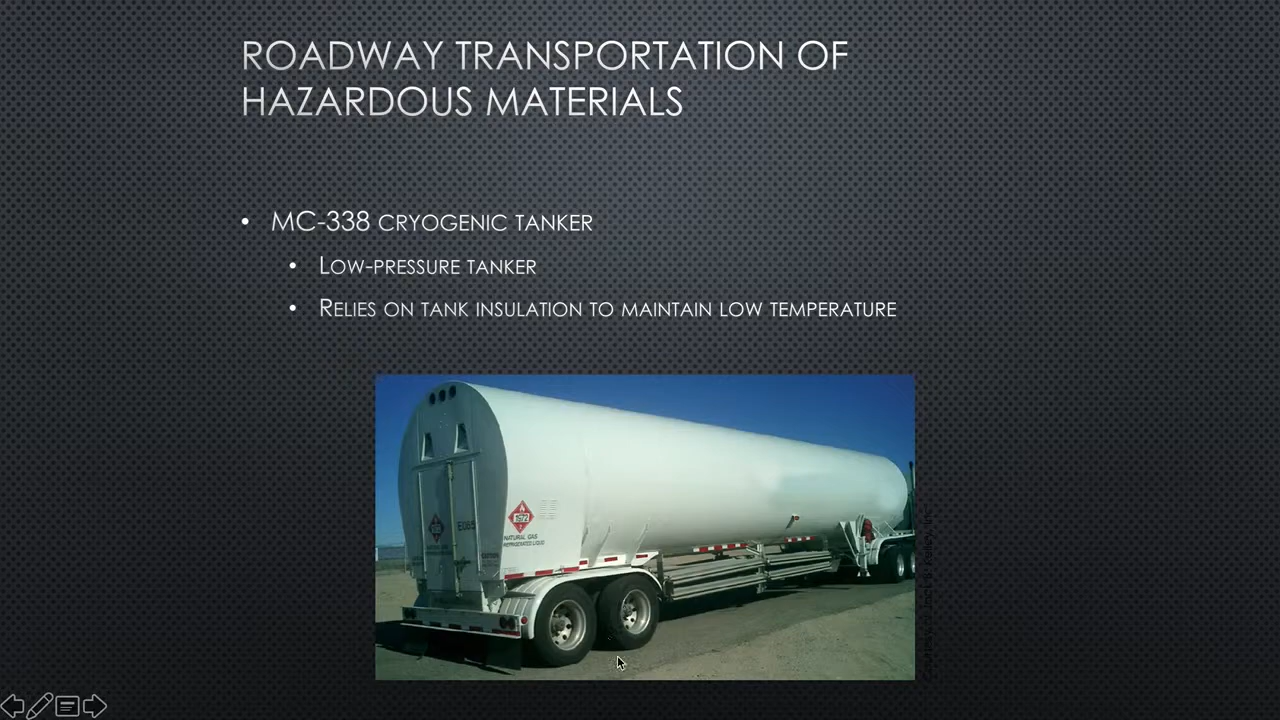 ROADWAY TRANSPORTATION OF
HAZARDOUS MATERIALS
• MC-338 CRYOGENIC TANKER
• LOW-PRESSURE TANKER
• RELIES ON TANK INSULATION TO MAINTAIN LOW TEMPERATURE
NATURAL GAS
REFRIGERATED LIQUID